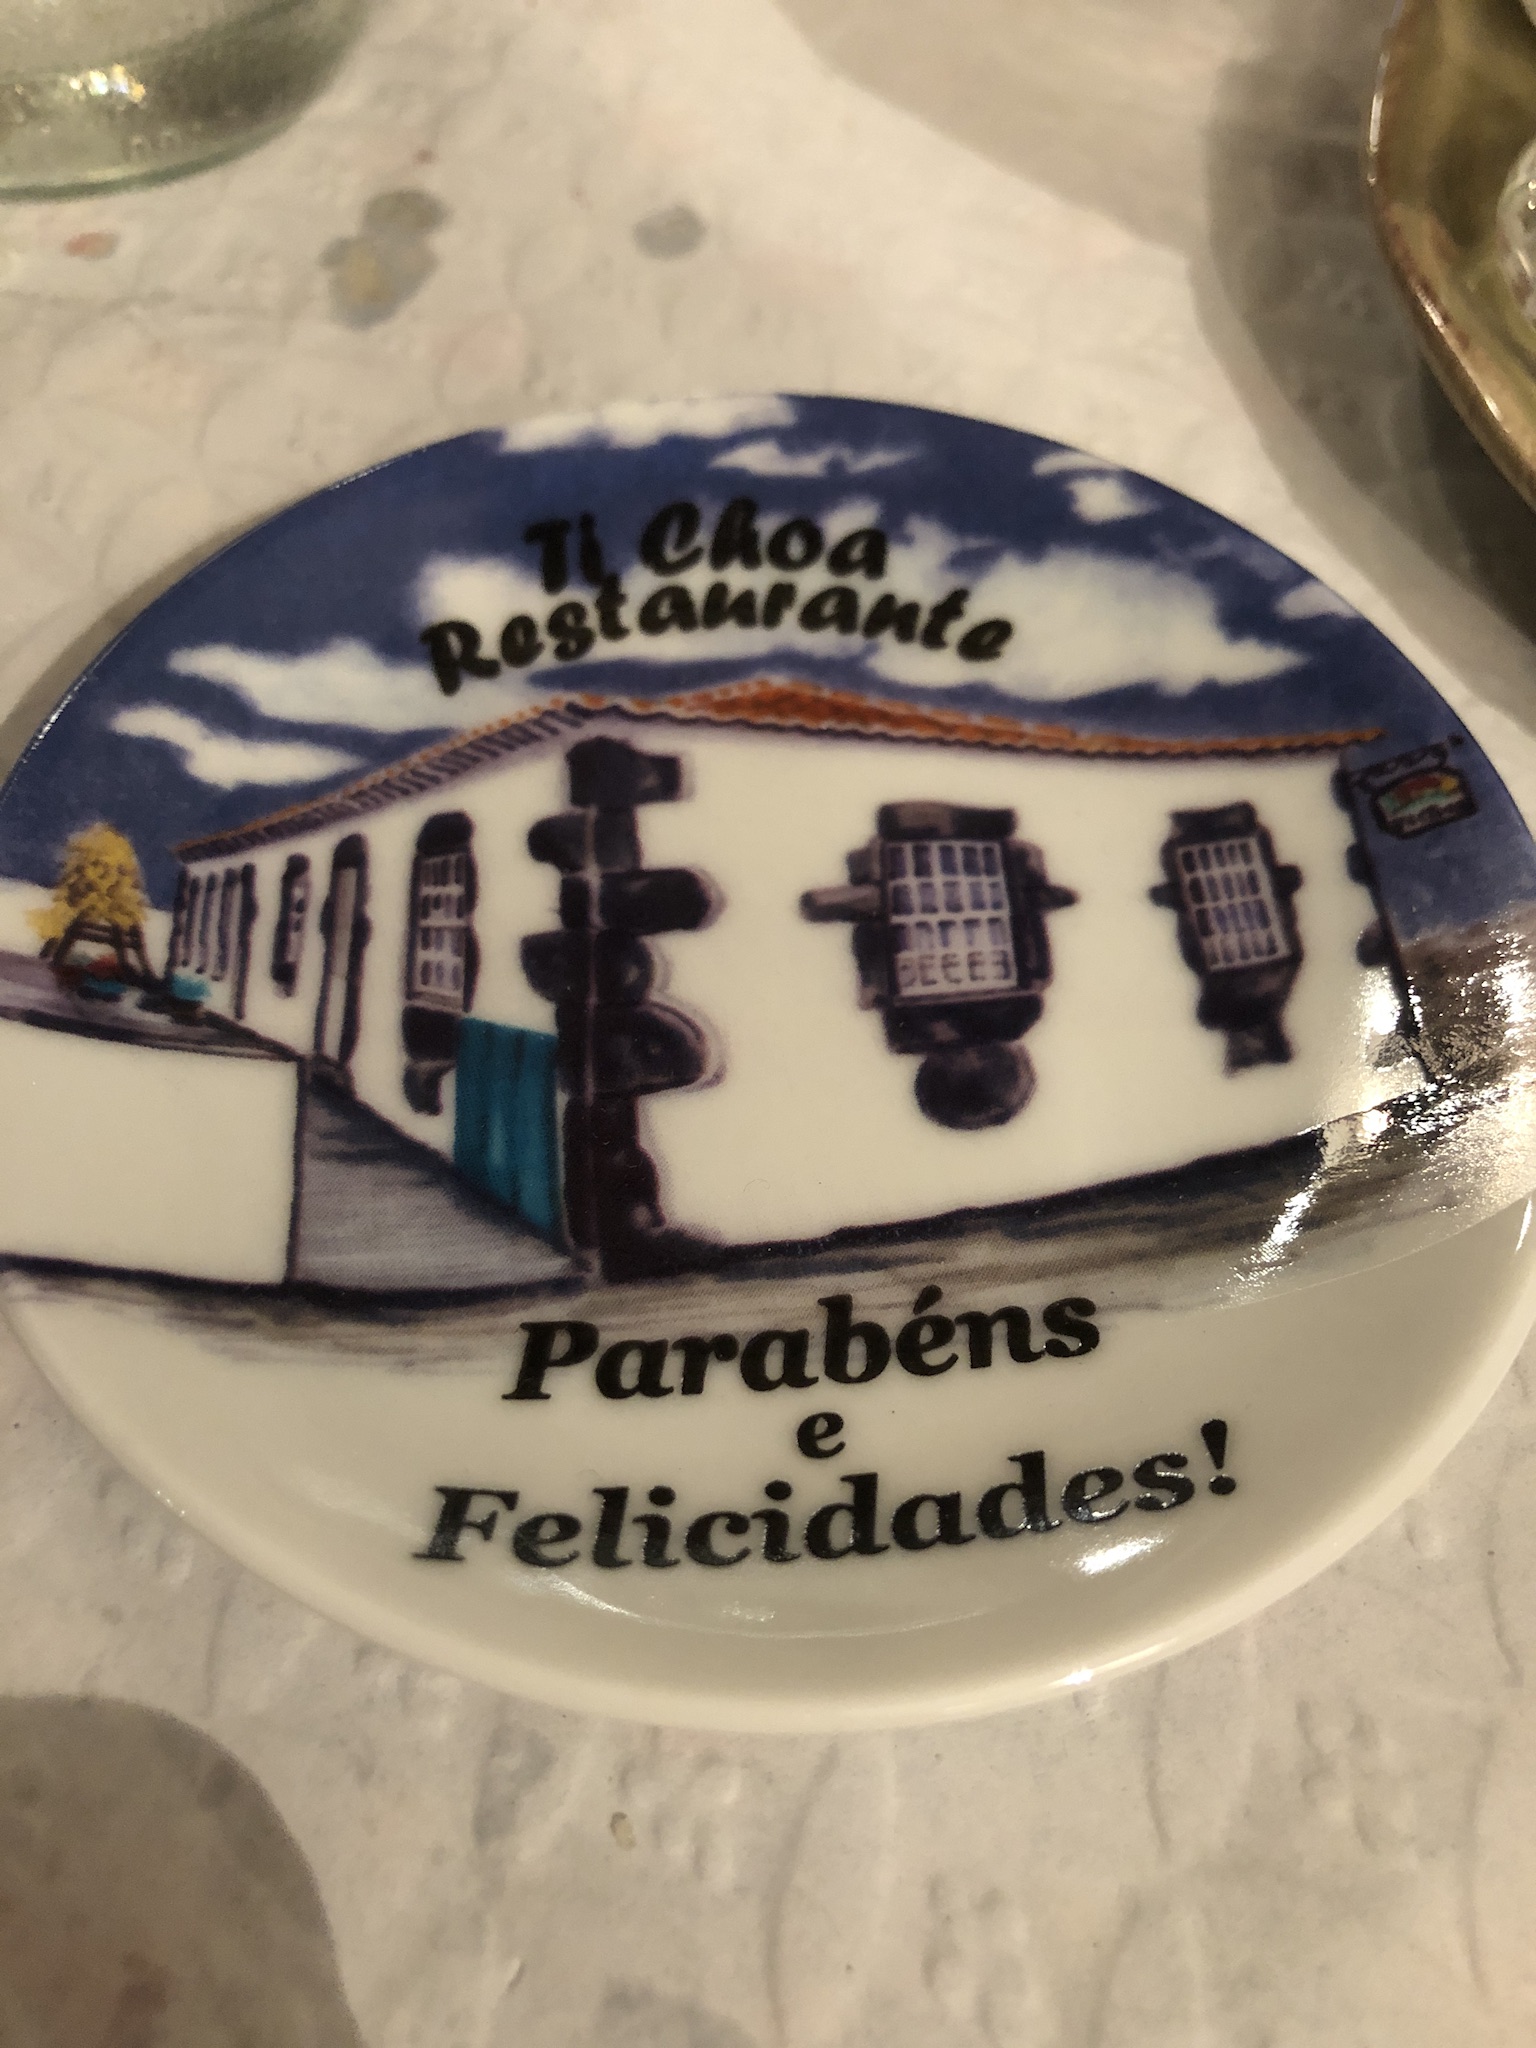 Ti Choa
Restaurante
Parabéns
e
Felicidades!